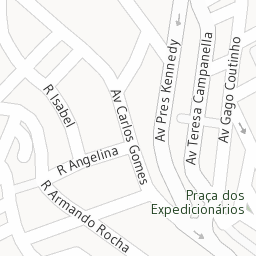 R Isabel
Av Carlos Gomes
Av Pres Kennedy
Av Teresa Campanella
Av Gago Coutinho
R Angelina
R Armando Rocha
Praça dos
Expedicionários